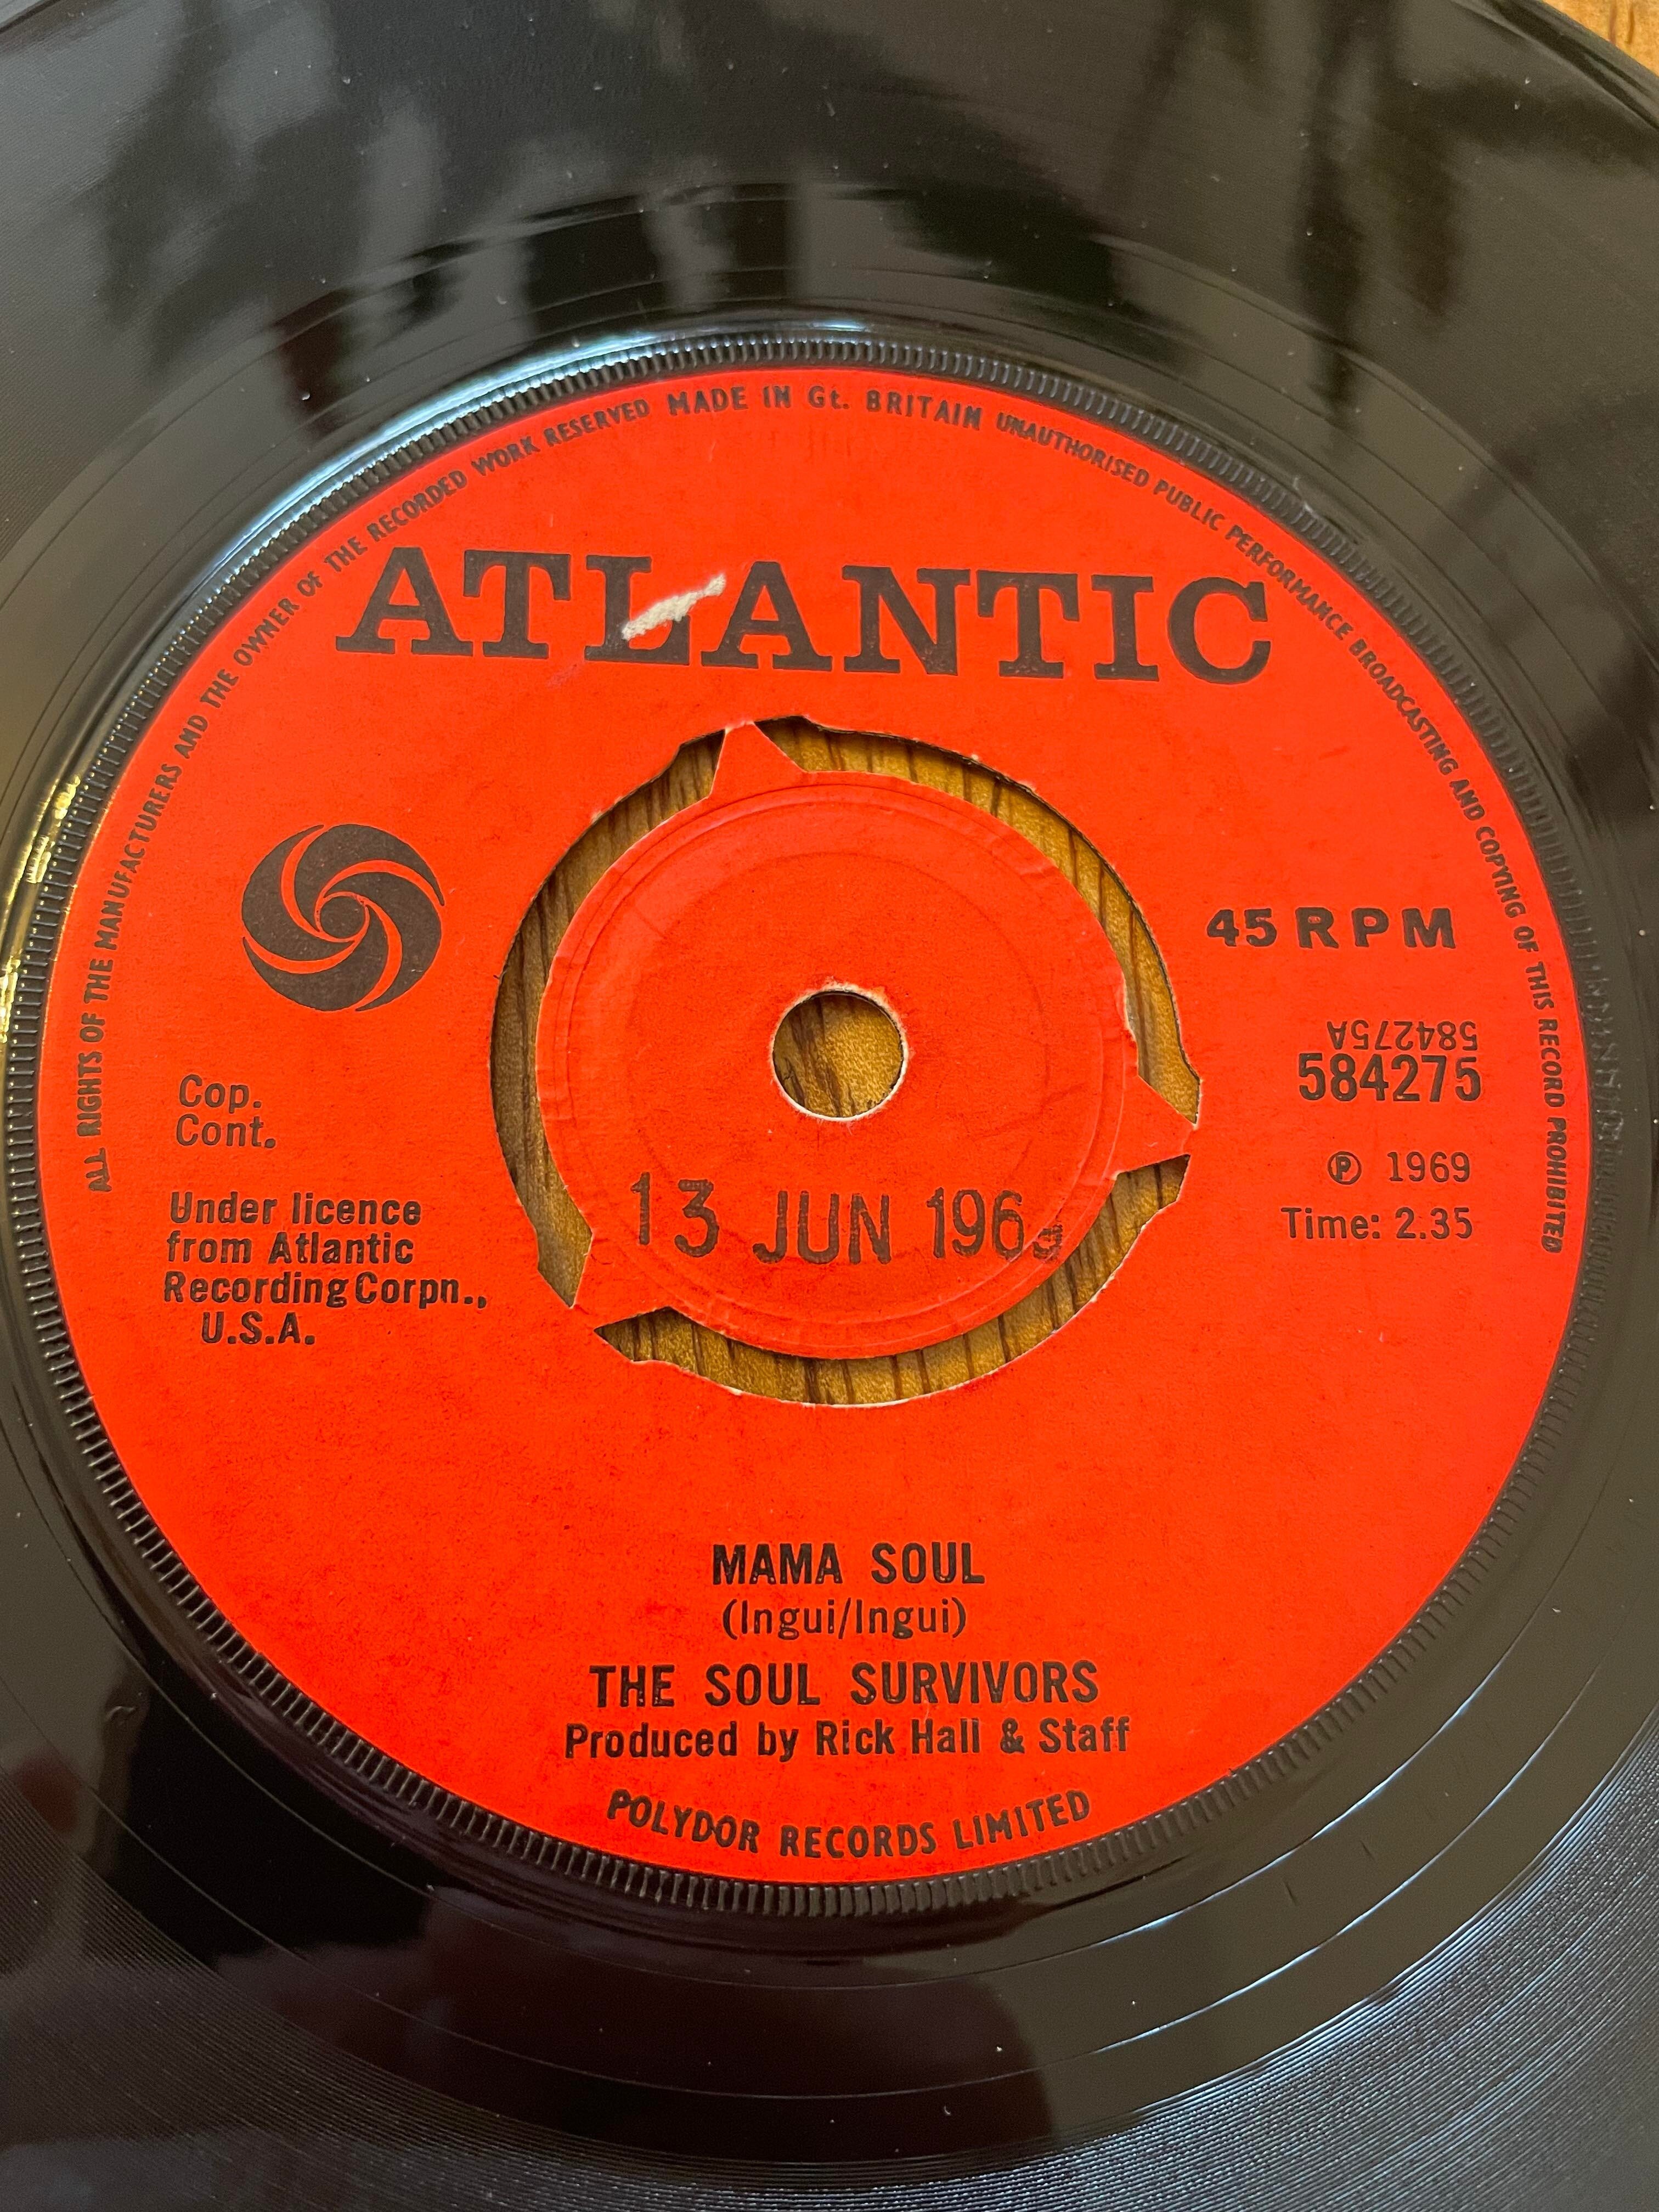 ALL RIGHTS OF THE MANUFACTURERS AND THE OWNER OF THE RECORDED WORK RESERVED MADE IN Gt. BRITAIN UNAUTHORISED PUBLIC PERFORMANCE BROADCASTING AND COPYING OF THIS RECORD PROHIBITED
ATLANTIC
45 RPM
584275A
584275
Cop.
Cont.
℗ 1969
Time: 2.35
Under licence
from Atlantic
Recording Corpn.,
U.S.A.
13 JUN 1969
MAMA SOUL
(Ingui/Ingui)
THE SOUL SURVIVORS
Produced by Rick Hall & Staff
POLYDOR RECORDS LIMITED